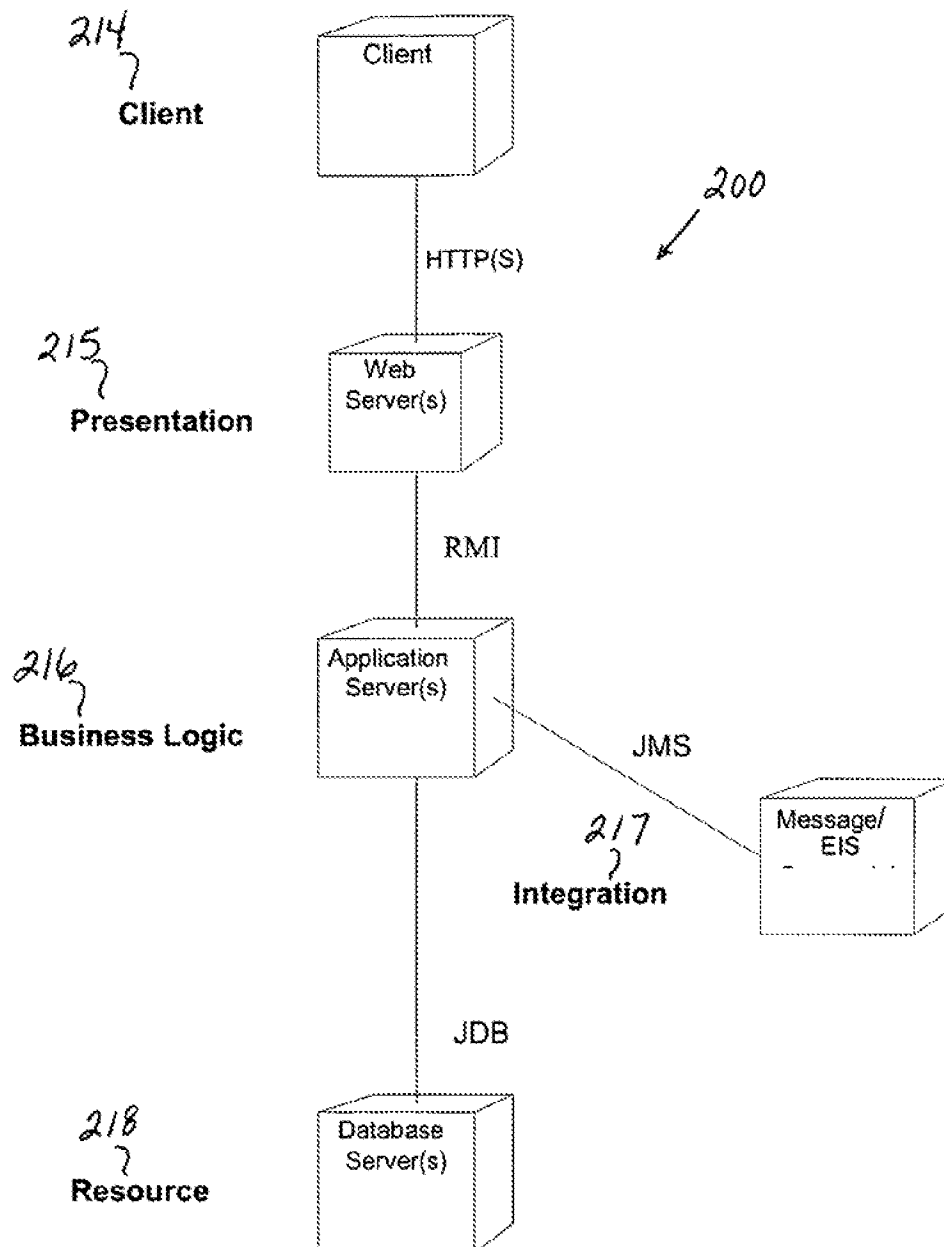 214
Client
Client
200
HTTP(S)
215
Presentation
Web
Server(s)
RMI
216
Business Logic
Application
Server(s)
JMS
217
Integration
Message/
EIS
JDB
218
Resource
Database
Server(s)